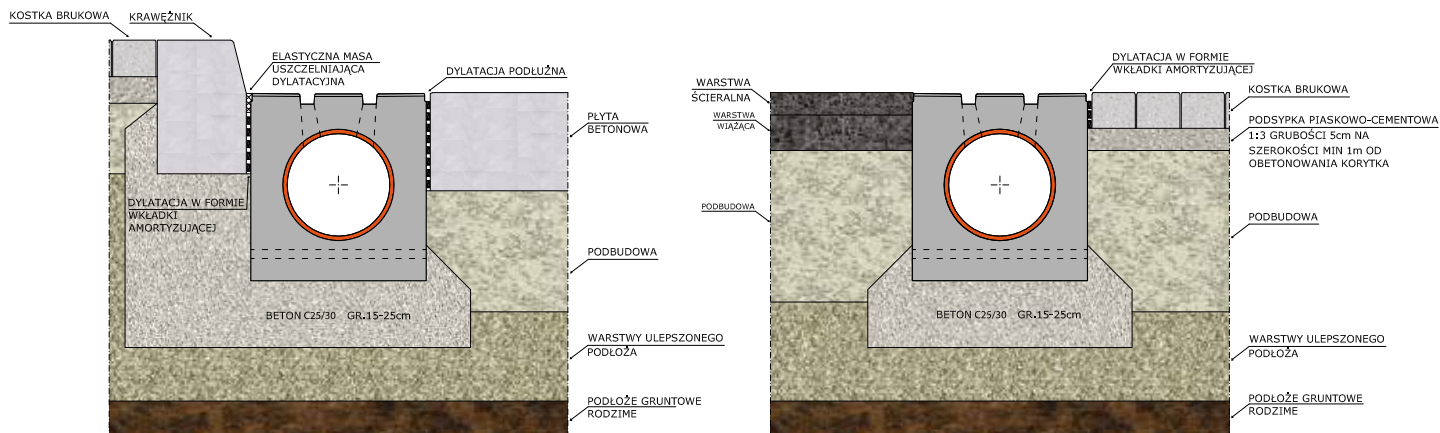 KOSTKA BRUKOWA
KRAWĘŻNIK
ELASTYCZNA MASA
USZCZELNIAJĄCA
DYLATACYJNA
DYLATACJA PODŁUŻNA
PŁYTA
BETONOWA
DYLATACJA W FORMIE
WKŁADKI
AMORTYZUJĄCEJ
PODBUDOWA
BETON C25/30 GR.15-25cm
WARSTWY ULEPSZONEGO
PODŁOŻA
PODŁOŻE GRUNTOWE
RODZIME
DYLATACJA W FORMIE
WKŁADKI AMORTYZUJĄCEJ
WARSTWA
ŚCIERALNA
WARSTWA
WIĄŻĄCA
KOSTKA BRUKOWA
PODSYPKA PIASKOWO-CEMENTOWA
1:3 GRUBOŚCI 5cm NA
SZEROKOŚCI MIN 1m OD
OBETONOWANIA KORYTKA
PODBUDOWA
PODBUDOWA
BETON C25/30 GR.15-25cm
WARSTWY ULEPSZONEGO
PODŁOŻA
PODŁOŻE GRUNTOWE
RODZIME